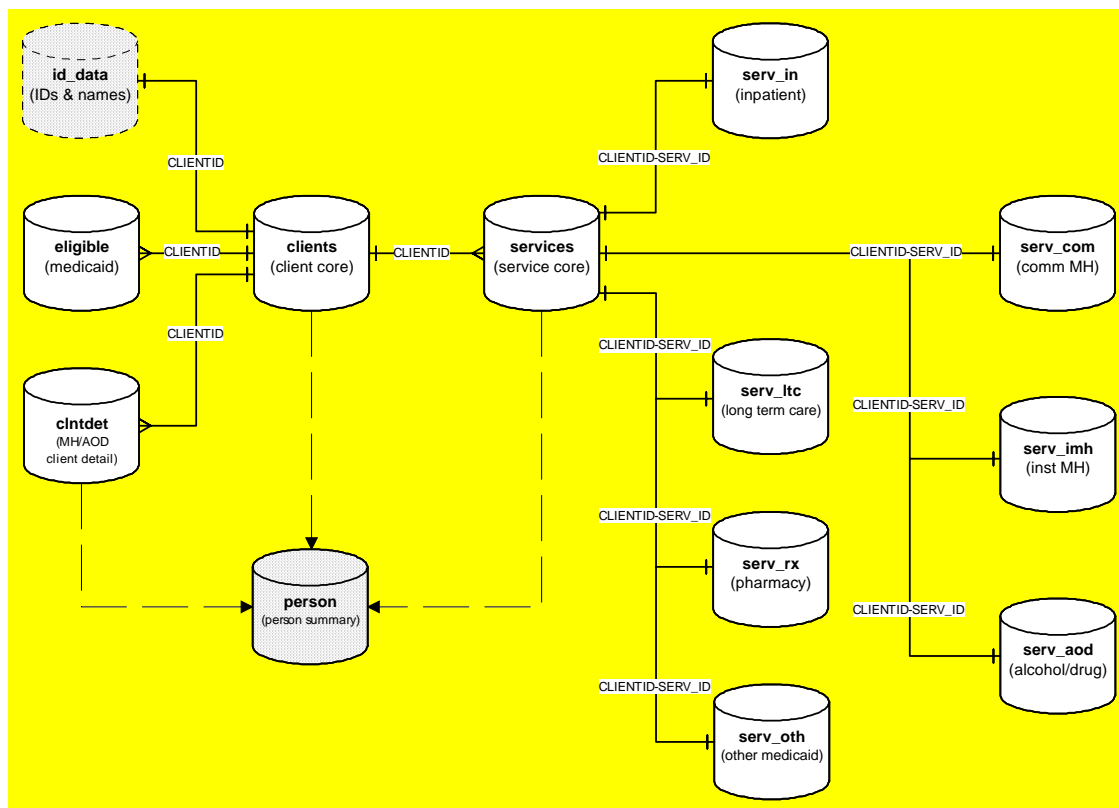 id_data
(IDs & names)
serv_in
(inpatient)
CLIENTID
CLIENTID-SERV_ID
eligible
(medicaid)
CLIENTID
clients
(client core)
CLIENTID
services
(service core)
CLIENTID-SERV_ID
serv_com
(comm MH)
CLIENTID
CLIENTID-SERV_ID
clntdet
(MH/AOD
client detail)
serv_ltc
(long term care)
CLIENTID-SERV_ID
serv_imh
(inst MH)
CLIENTID-SERV_ID
person
(person summary)
serv_rx
(pharmacy)
CLIENTID-SERV_ID
serv_aod
(alcohol/drug)
CLIENTID-SERV_ID
serv_oth
(other medicaid)